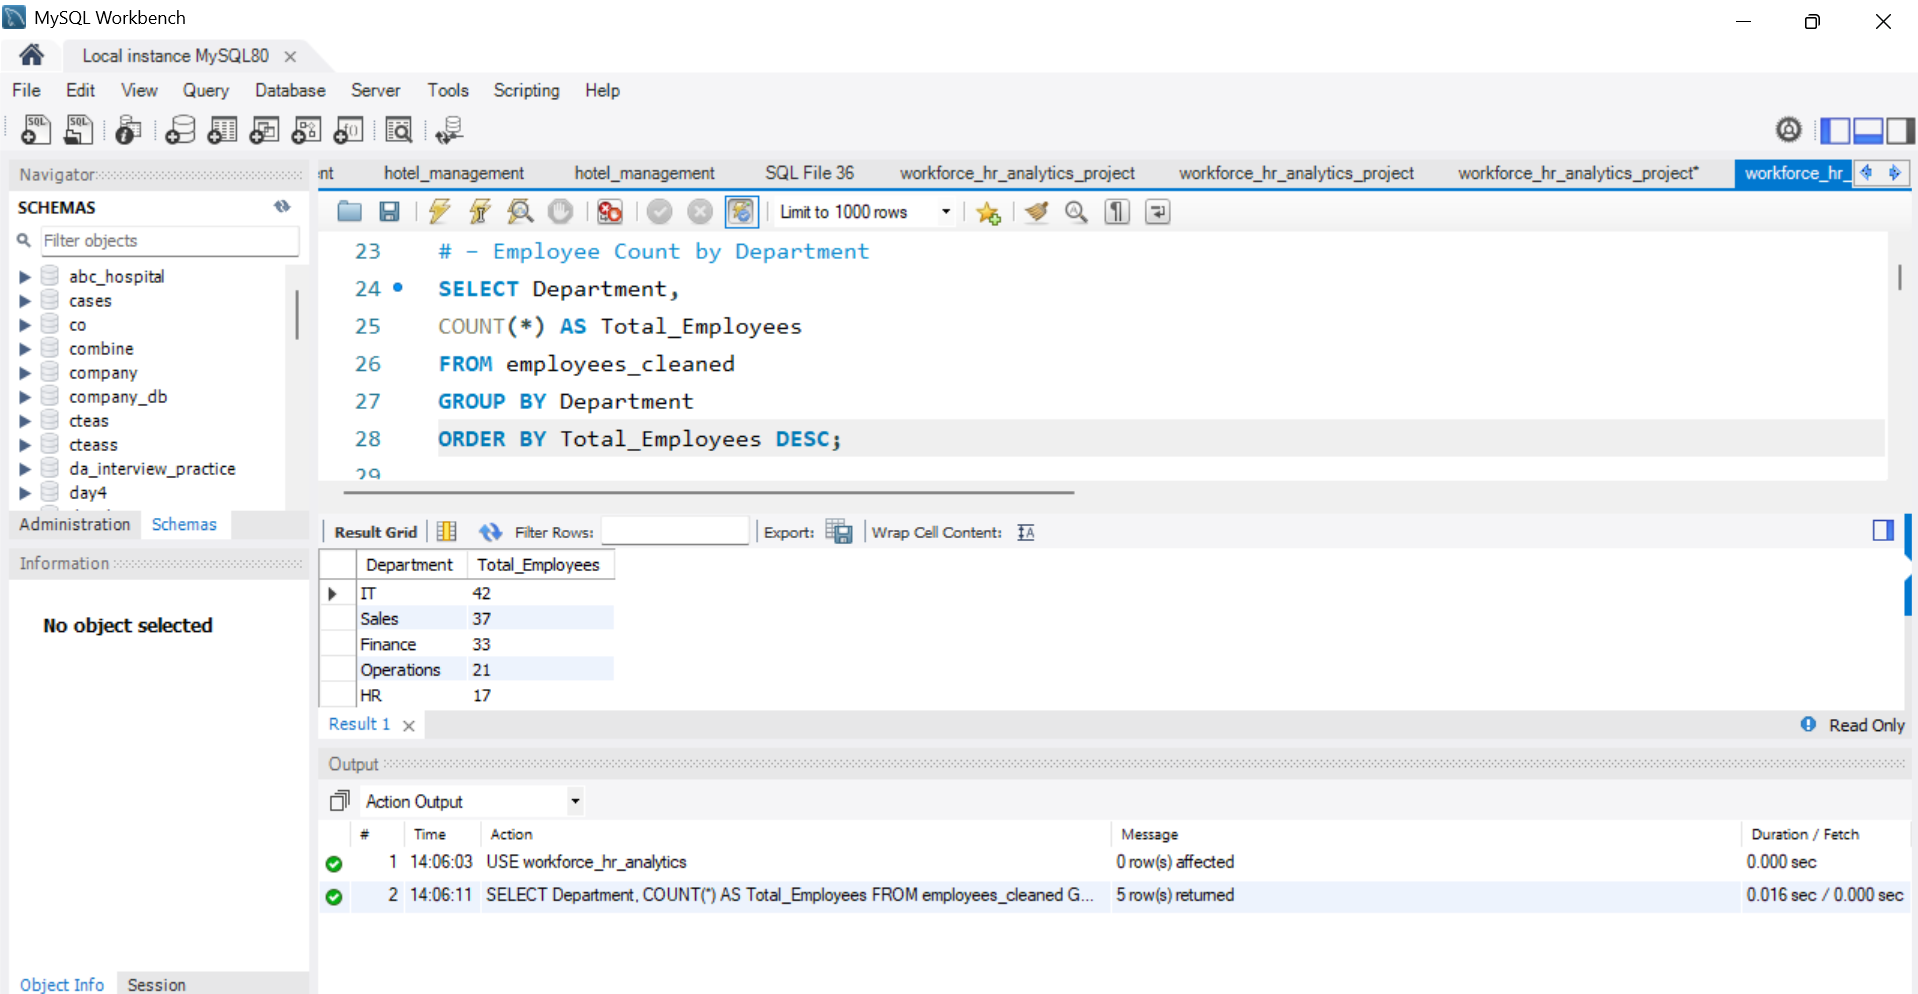 MySQL Workbench
Local instance MySQL80
File Edit View Query Database Server Tools Scripting Help
Navigator
SCHEMAS
Filter objects
abc_hospital
cases
co
combine
company
company_db
cteas
cteass
da_interview_practice
day4
Administration Schemas
Information
No object selected
Object Info Session
ent hotel_management hotel_management SQL File 36 workforce_hr_analytics_project workforce_hr_analytics_project workforce_hr_analytics_project* workforce_hr_
Limit to 1000 rows
23 # - Employee Count by Department
24 SELECT Department,
25 COUNT(*) AS Total_Employees
26 FROM employees_cleaned
27 GROUP BY Department
28 ORDER BY Total_Employees DESC;
29
Result Grid Filter Rows: Export: Wrap Cell Content:
Department Total_Employees
IT 42
Sales 37
Finance 33
Operations 21
HR 17
Result 1 Read Only
Output
Action Output
# Time Action Message Duration / Fetch
1 14:06:03 USE workforce_hr_analytics 0 row(s) affected 0.000 sec
2 14:06:11 SELECT Department, COUNT(*) AS Total_Employees FROM employees_cleaned G... 5 row(s) returned 0.016 sec / 0.000 sec